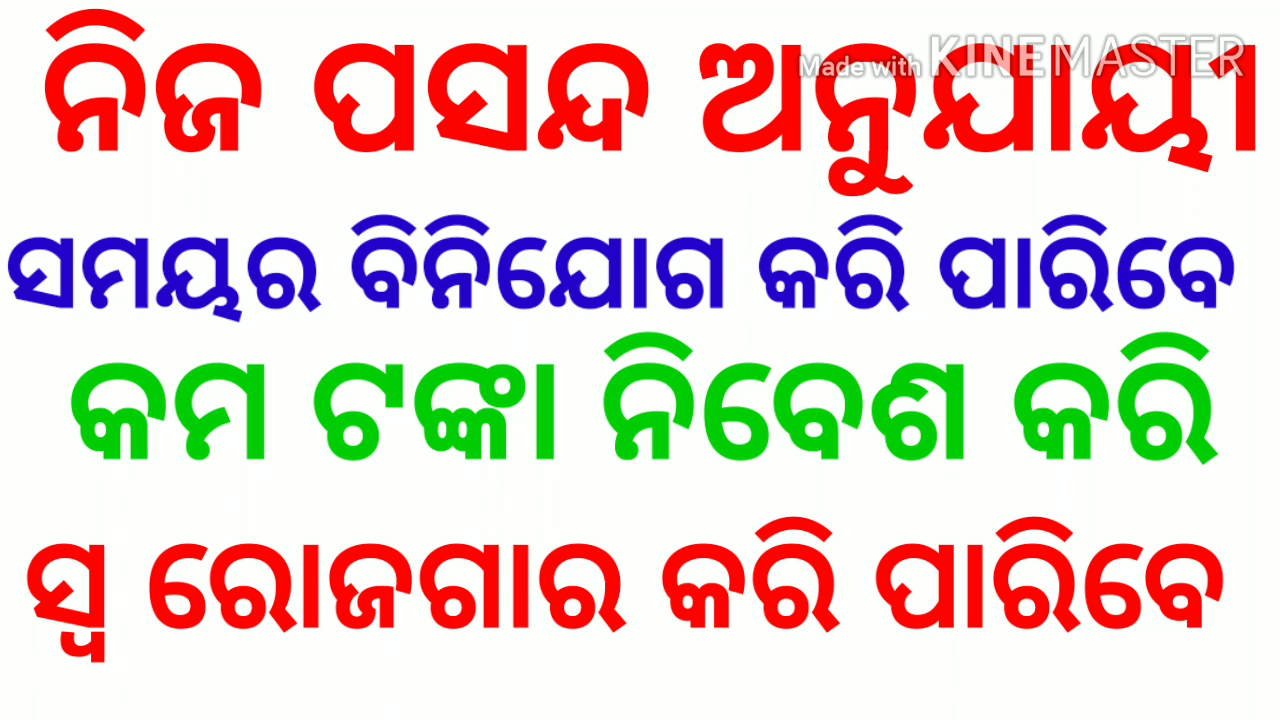 ନିଜ ପସନ୍ଦ ଅନୁଯାୟୀ
Made with KINEMASTER
ସମୟର ବିନିଯୋଗ କରି ପାରିବେ
କମ ଟଙ୍କା ନିବେଶ କରି
ସ୍ୱ ରୋଜଗାର କରି ପାରିବେ